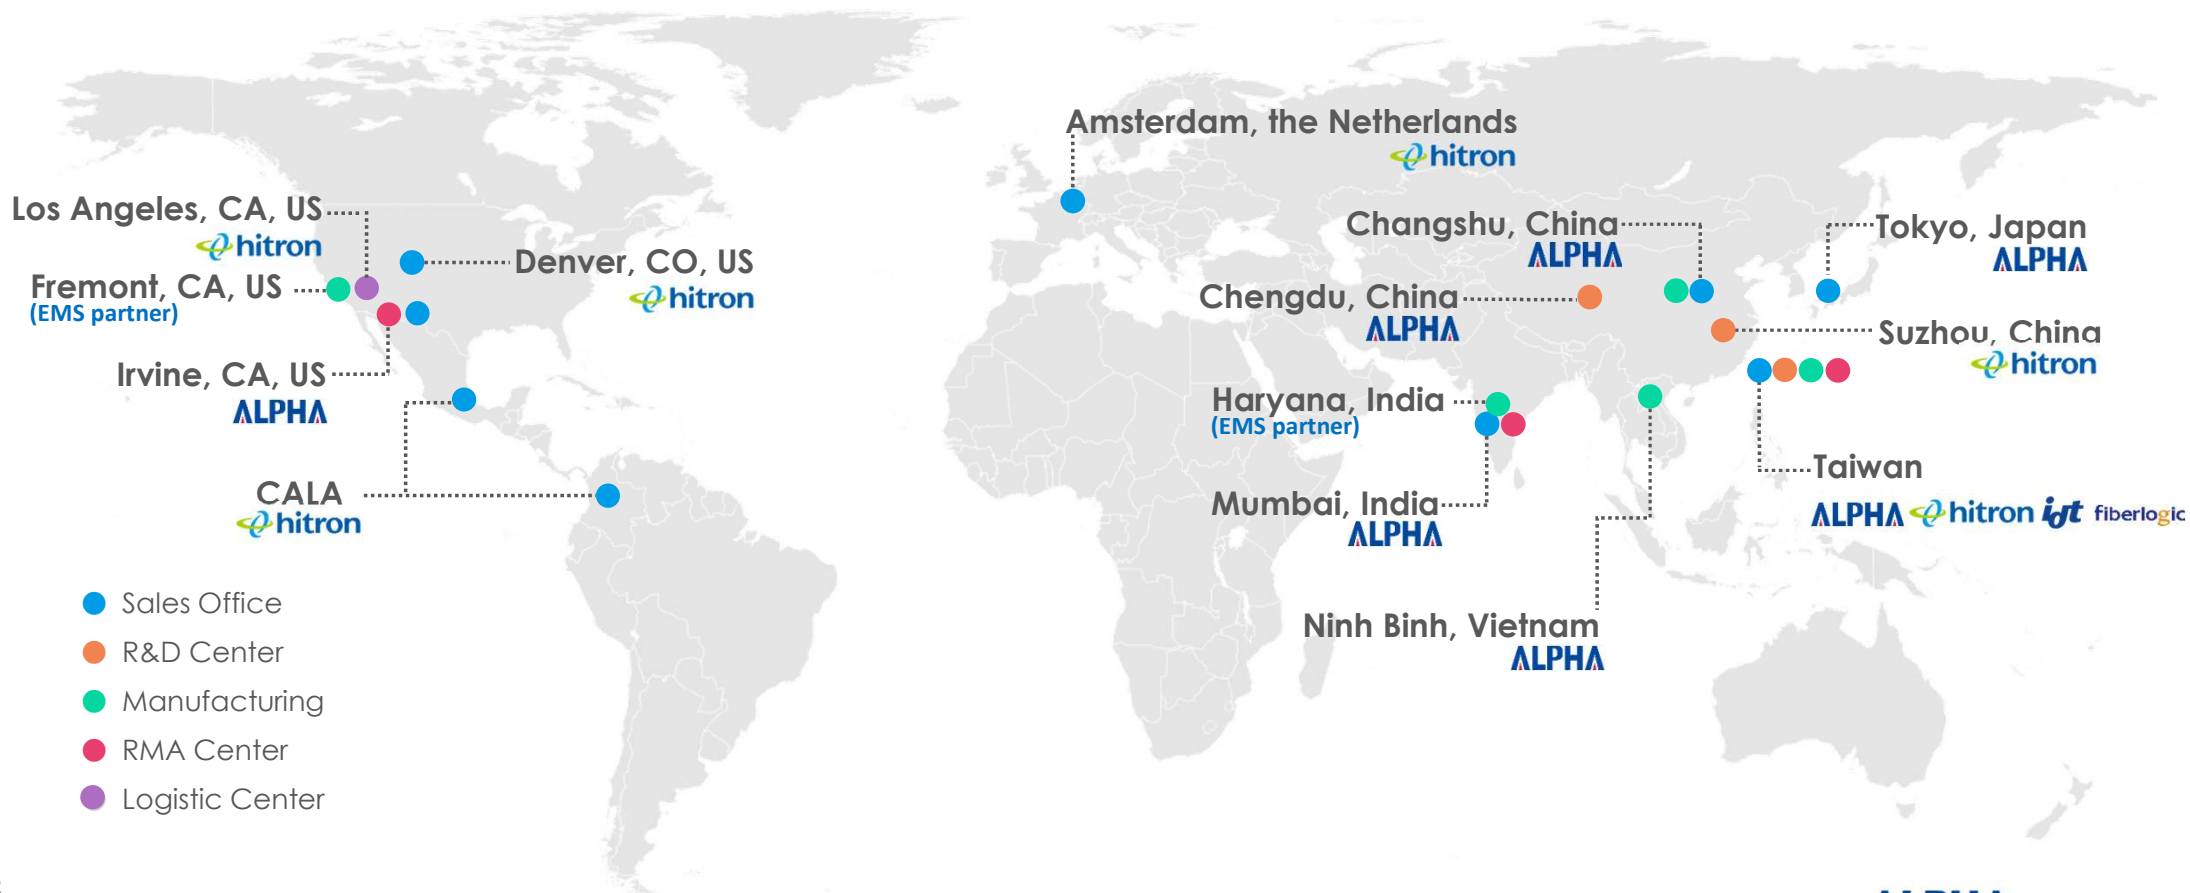 Amsterdam, the Netherlands
hitron
Los Angeles, CA, US
hitron
Fremont, CA, US
(EMS partner)
Denver, CO, US
hitron
Irvine, CA, US
ALPHA
CALA
hitron
Changshu, China
ALPHA
Tokyo, Japan
ALPHA
Chengdu, China
ALPHA
Suzhou, China
hitron
Haryana, India
(EMS partner)
Mumbai, India
ALPHA
Taiwan
ALPHA hitron iдt fiberlogic
Ninh Binh, Vietnam
ALPHA
Sales Office
R&D Center
Manufacturing
RMA Center
Logistic Center